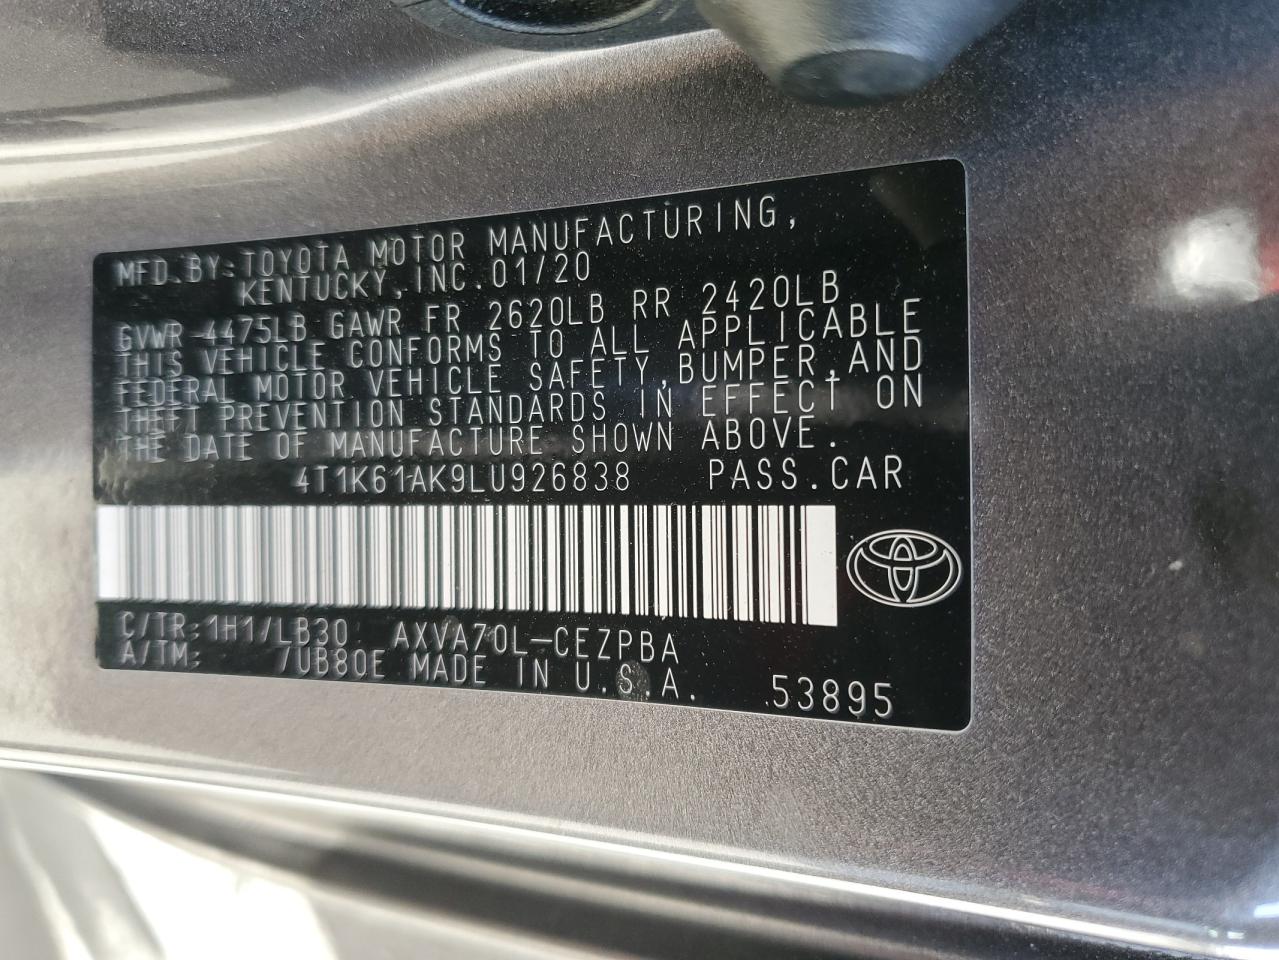 MFD.BY:TOYOTA MOTOR MANUFACTURING,
KENTUCKY,INC.01/20
GVWR 4475LB GAWR FR 2620LB RR 2420LB
THIS VEHICLE CONFORMS TO ALL APPLICABLE
FEDERAL MOTOR VEHICLE SAFETY,BUMPER,AND
THEFT PREVENTION STANDARDS IN EFFECT ON
THE DATE OF MANUFACTURE SHOWN ABOVE.
4T1K61AK9LU926838 PASS.CAR
C/TR:1H1/LB30 AXVA70L-CEZPBA
A/TM: /UB80E MADE IN U.S.A. 53895